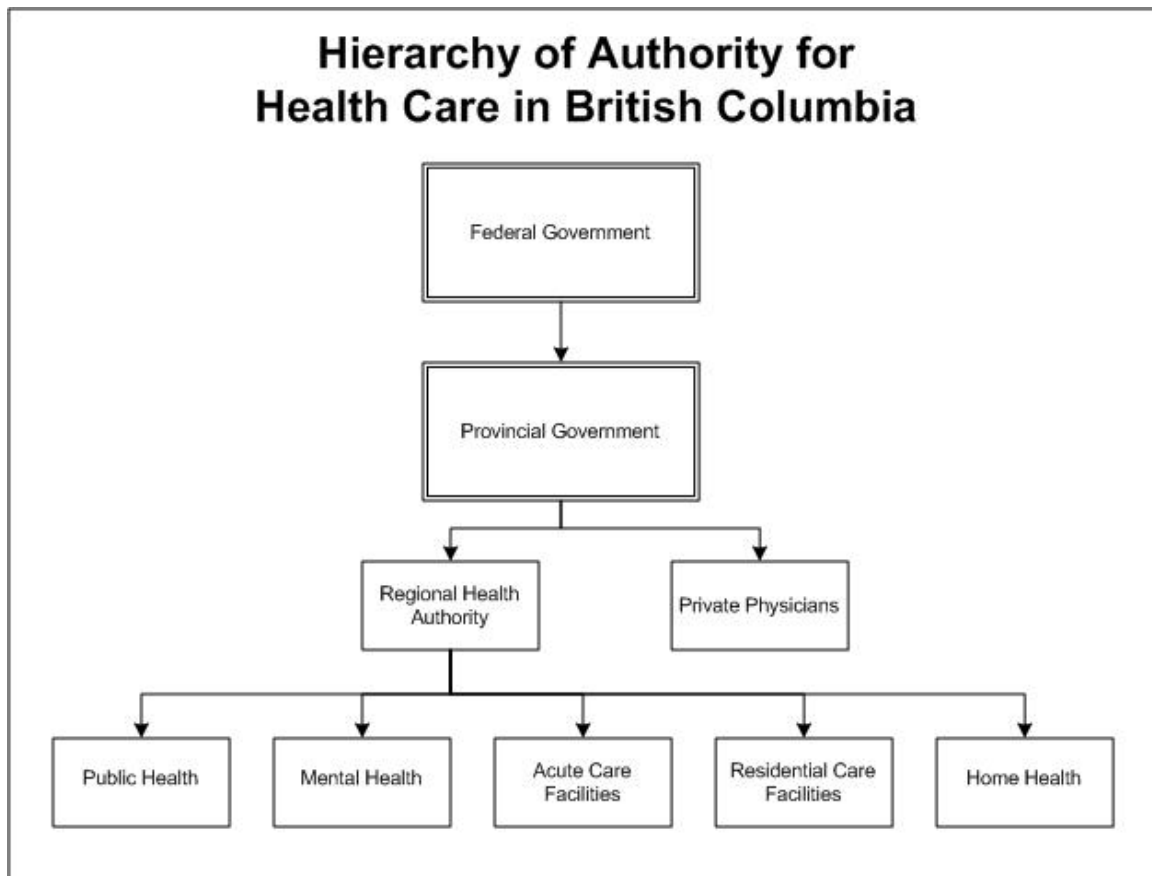 Hierarchy of Authority for
Health Care in British Columbia
Federal Government
Provincial Government
Regional Health
Authority
Private Physicians
Public Health
Mental Health
Acute Care
Facilities
Residential Care
Facilities
Home Health